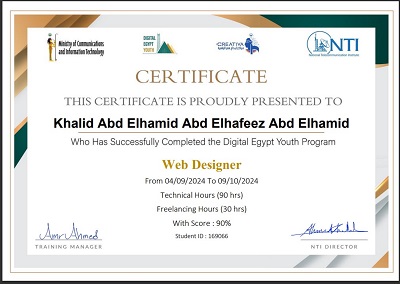 Ministry of Communications
and Information Technology
DIGITAL
EGYPT
YOUTH
CREATIVA
NTI
National Telecommunication Institute
CERTIFICATE
THIS CERTIFICATE IS PROUDLY PRESENTED TO
Khalid Abd Elhamid Abd Elhafeez Abd Elhamid
Who Has Successfully Completed the Digital Egypt Youth Program
Web Designer
From 04/09/2024 To 09/10/2024
Technical Hours (90 hrs)
Freelancing Hours (30 hrs)
With Score : 90%
Student ID : 169066
Amr Ahmed
TRAINING MANAGER
NTI DIRECTOR